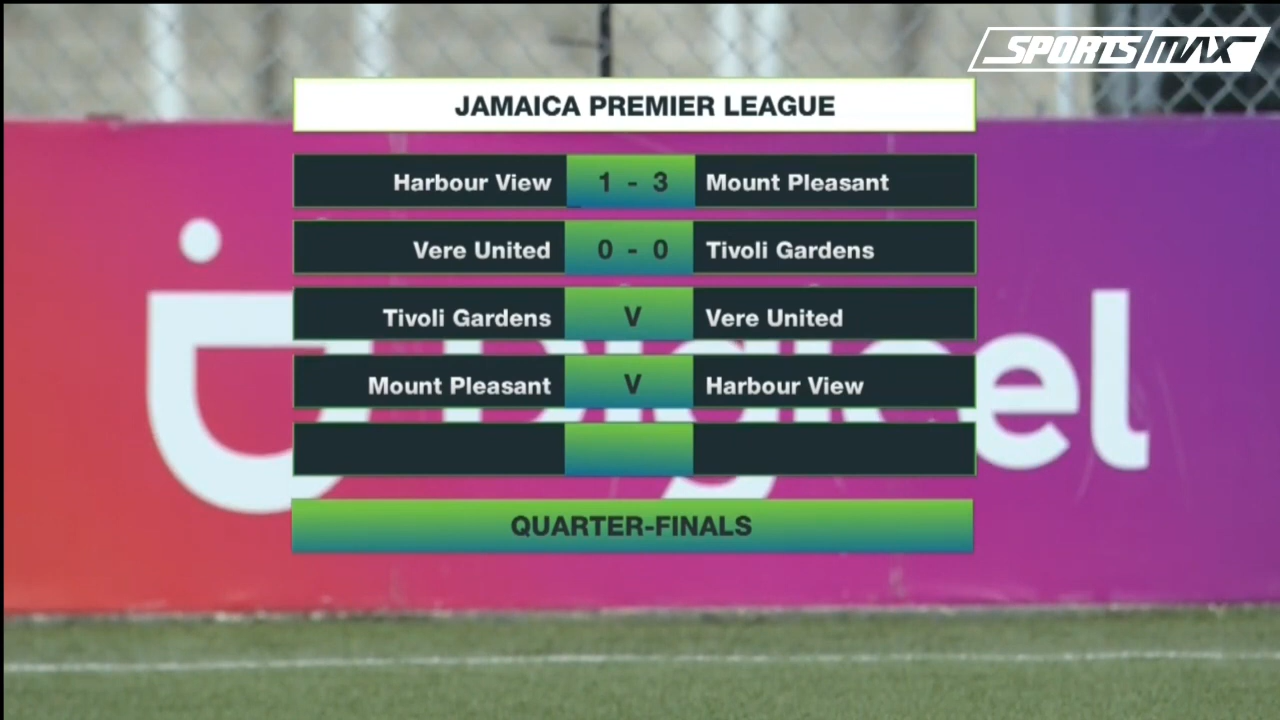 SPORTSMAX
JAMAICA PREMIER LEAGUE
Harbour View 1 - 3 Mount Pleasant
Vere United 0 - 0 Tivoli Gardens
Tivoli Gardens V Vere United
Mount Pleasant V Harbour View
Digicel
QUARTER-FINALS